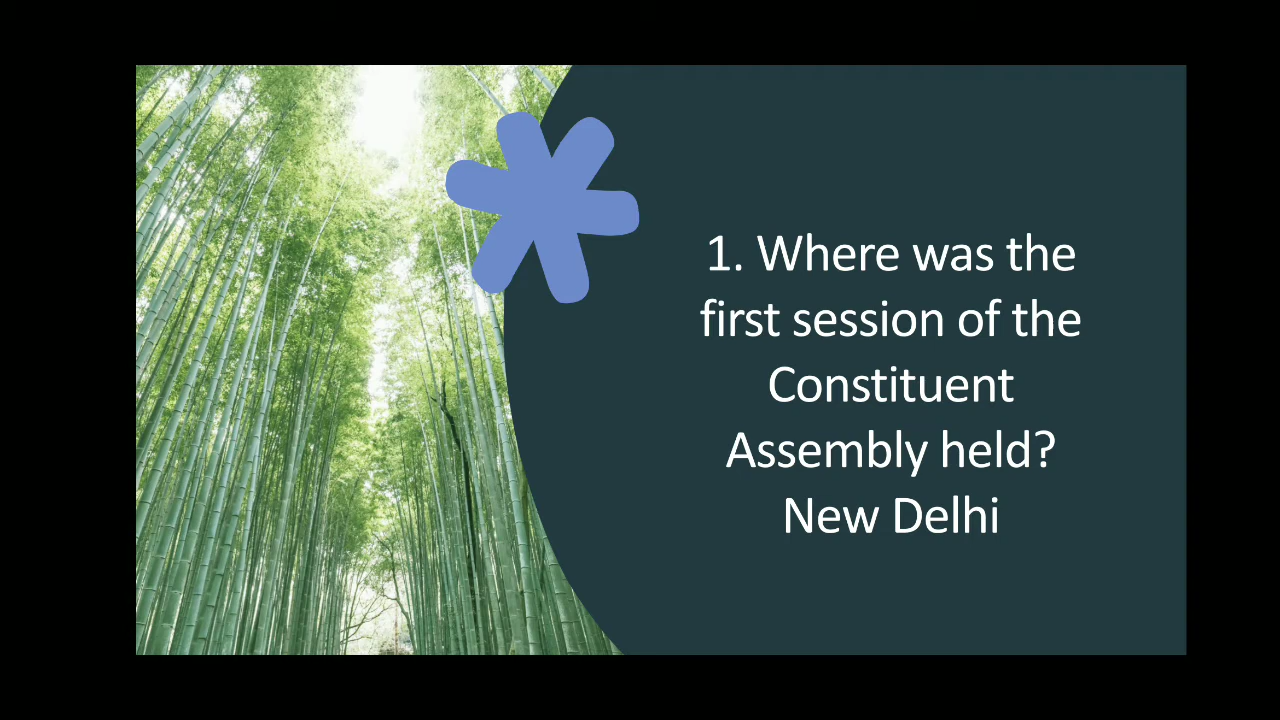 1. Where was the
first session of the
Constituent
Assembly held?
New Delhi